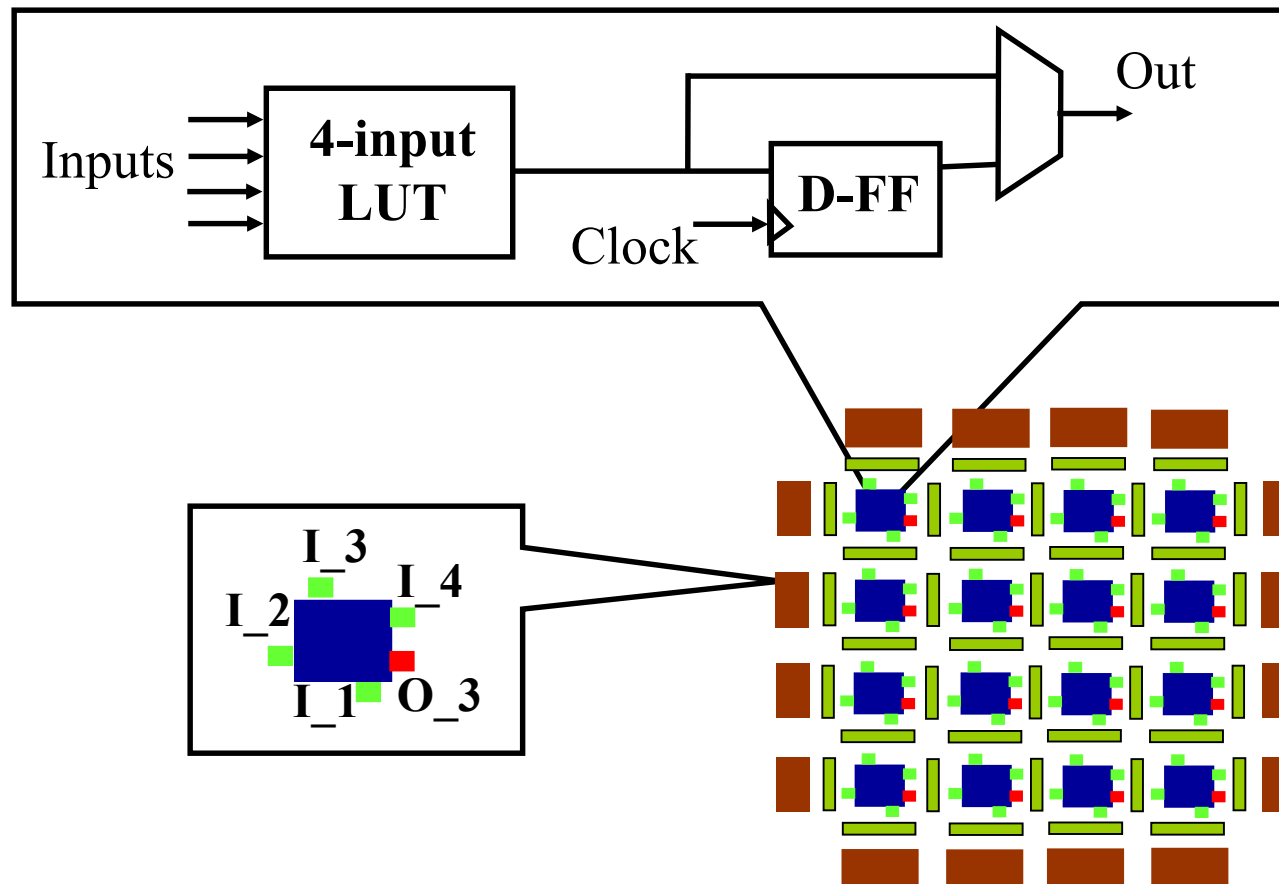 Out
Inputs
4-input
LUT
D-FF
Clock
I_3
I_4
I_2
I_1
O_3